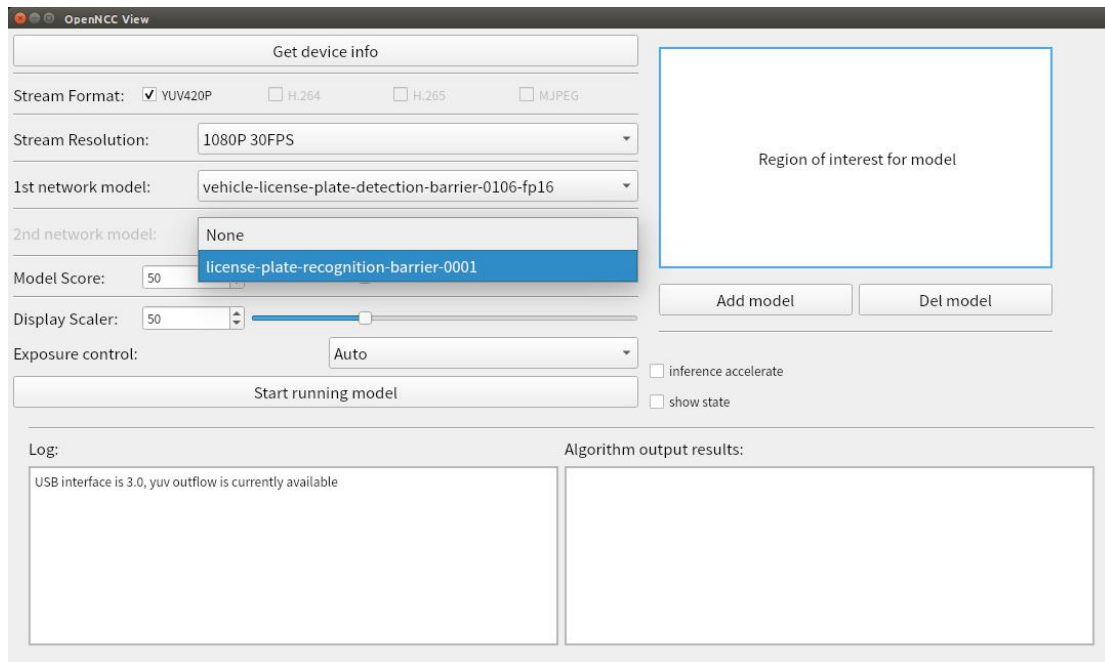 OpenNCC View
Get device info
Stream Format: YUV420P H.264 H.265 MJPEG
Stream Resolution: 1080P 30FPS
1st network model: vehicle-license-plate-detection-barrier-0106-fp16
2nd network model:
None
license-plate-recognition-barrier-0001
Model Score: 50
Display Scaler: 50
Exposure control: Auto
Start running model
Region of interest for model
Add model Del model
inference accelerate
show state
Log:
USB interface is 3.0, yuv outflow is currently available
Algorithm output results: